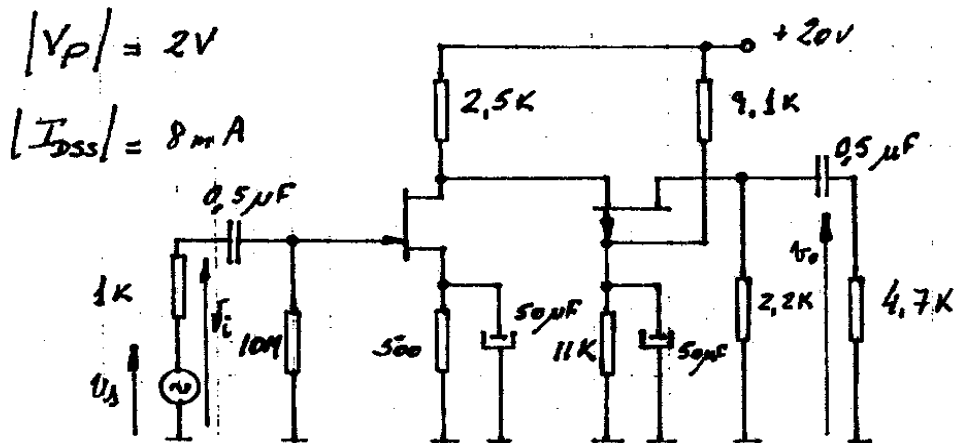 |Vp| = 2V
|IDSS| = 8mA
+20V
2,5K
9,1K
0,5µF
0,5µF
1K
Vi
10M
500
50µF
11K
50µF
2,2K
vo
4,7K
vs